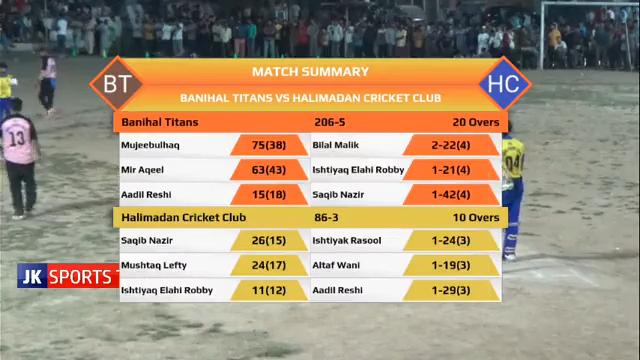 BT
MATCH SUMMARY
HC
BANIHAL TITANS VS HALIMADAN CRICKET CLUB
Banihal Titans 206-5 20 Overs
Mujeebulhaq 75(38) Bilal Malik 2-22(4)
Mir Aqeel 63(43) Ishtiyaq Elahi Robby 1-21(4)
Aadil Reshi 15(18) Saqib Nazir 1-42(4)
Halimadan Cricket Club 86-3 10 Overs
Saqib Nazir 26(15) Ishtiyak Rasool 1-24(3)
Mushtaq Lefty 24(17) Altaf Wani 1-19(3)
Ishtiyaq Elahi Robby 11(12) Aadil Reshi 1-29(3)
JK SPORTS T
13
04